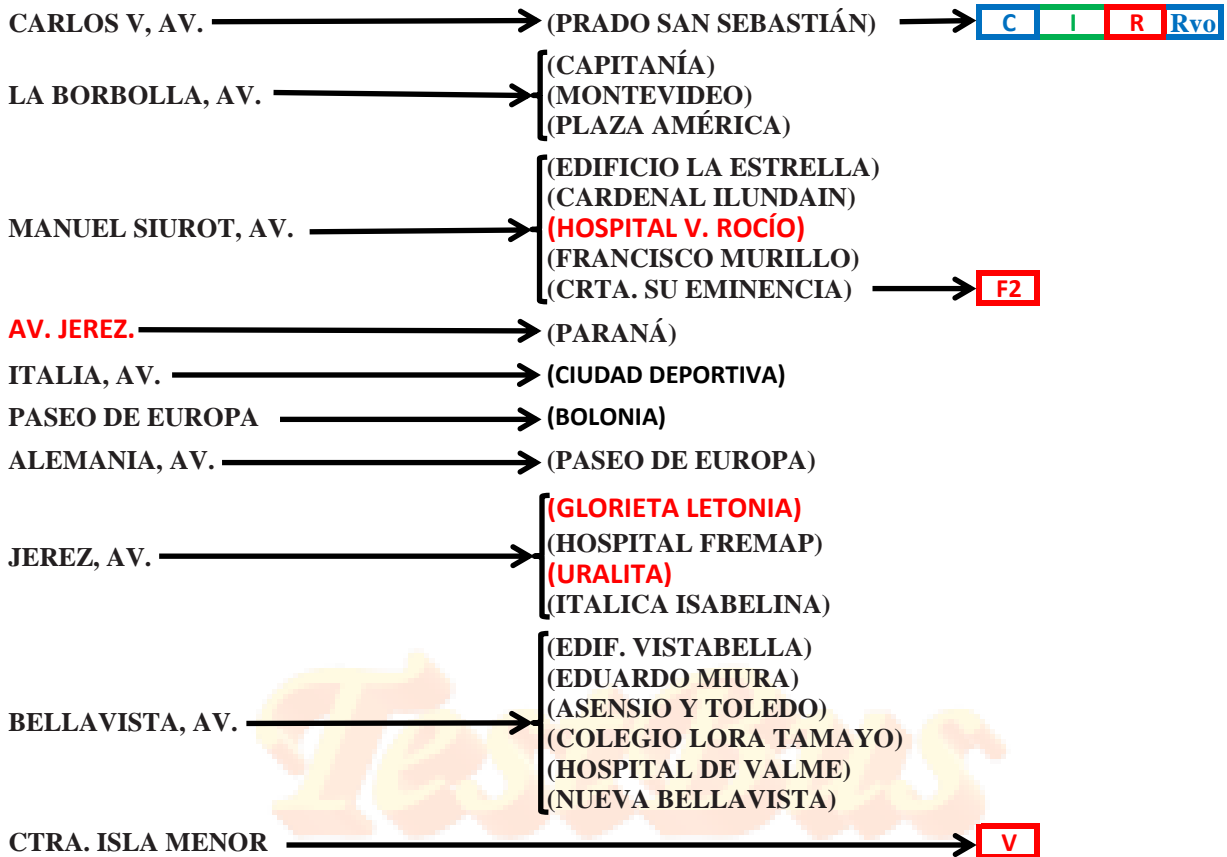 CARLOS V, AV. (PRADO SAN SEBASTIÁN) C I R Rvo
(CAPITANÍA)
LA BORBOLLA, AV. (MONTEVIDEO)
(PLAZA AMÉRICA)
(EDIFICIO LA ESTRELLA)
(CARDENAL ILUNDAIN)
MANUEL SIUROT, AV. (HOSPITAL V. ROCÍO)
(FRANCISCO MURILLO)
(CRTA. SU EMINENCIA) F2
AV. JEREZ. (PARANÁ)
ITALIA, AV. (CIUDAD DEPORTIVA)
PASEO DE EUROPA (BOLONIA)
ALEMANIA, AV. (PASEO DE EUROPA)
(GLORIETA LETONIA)
JEREZ, AV. (HOSPITAL FREMAP)
(URALITA)
(ITALICA ISABELINA)
(EDIF. VISTABELLA)
(EDUARDO MIURA)
BELLAVISTA, AV. (ASENSIO Y TOLEDO)
(COLEGIO LORA TAMAYO)
(HOSPITAL DE VALME)
(NUEVA BELLAVISTA)
CTRA. ISLA MENOR V